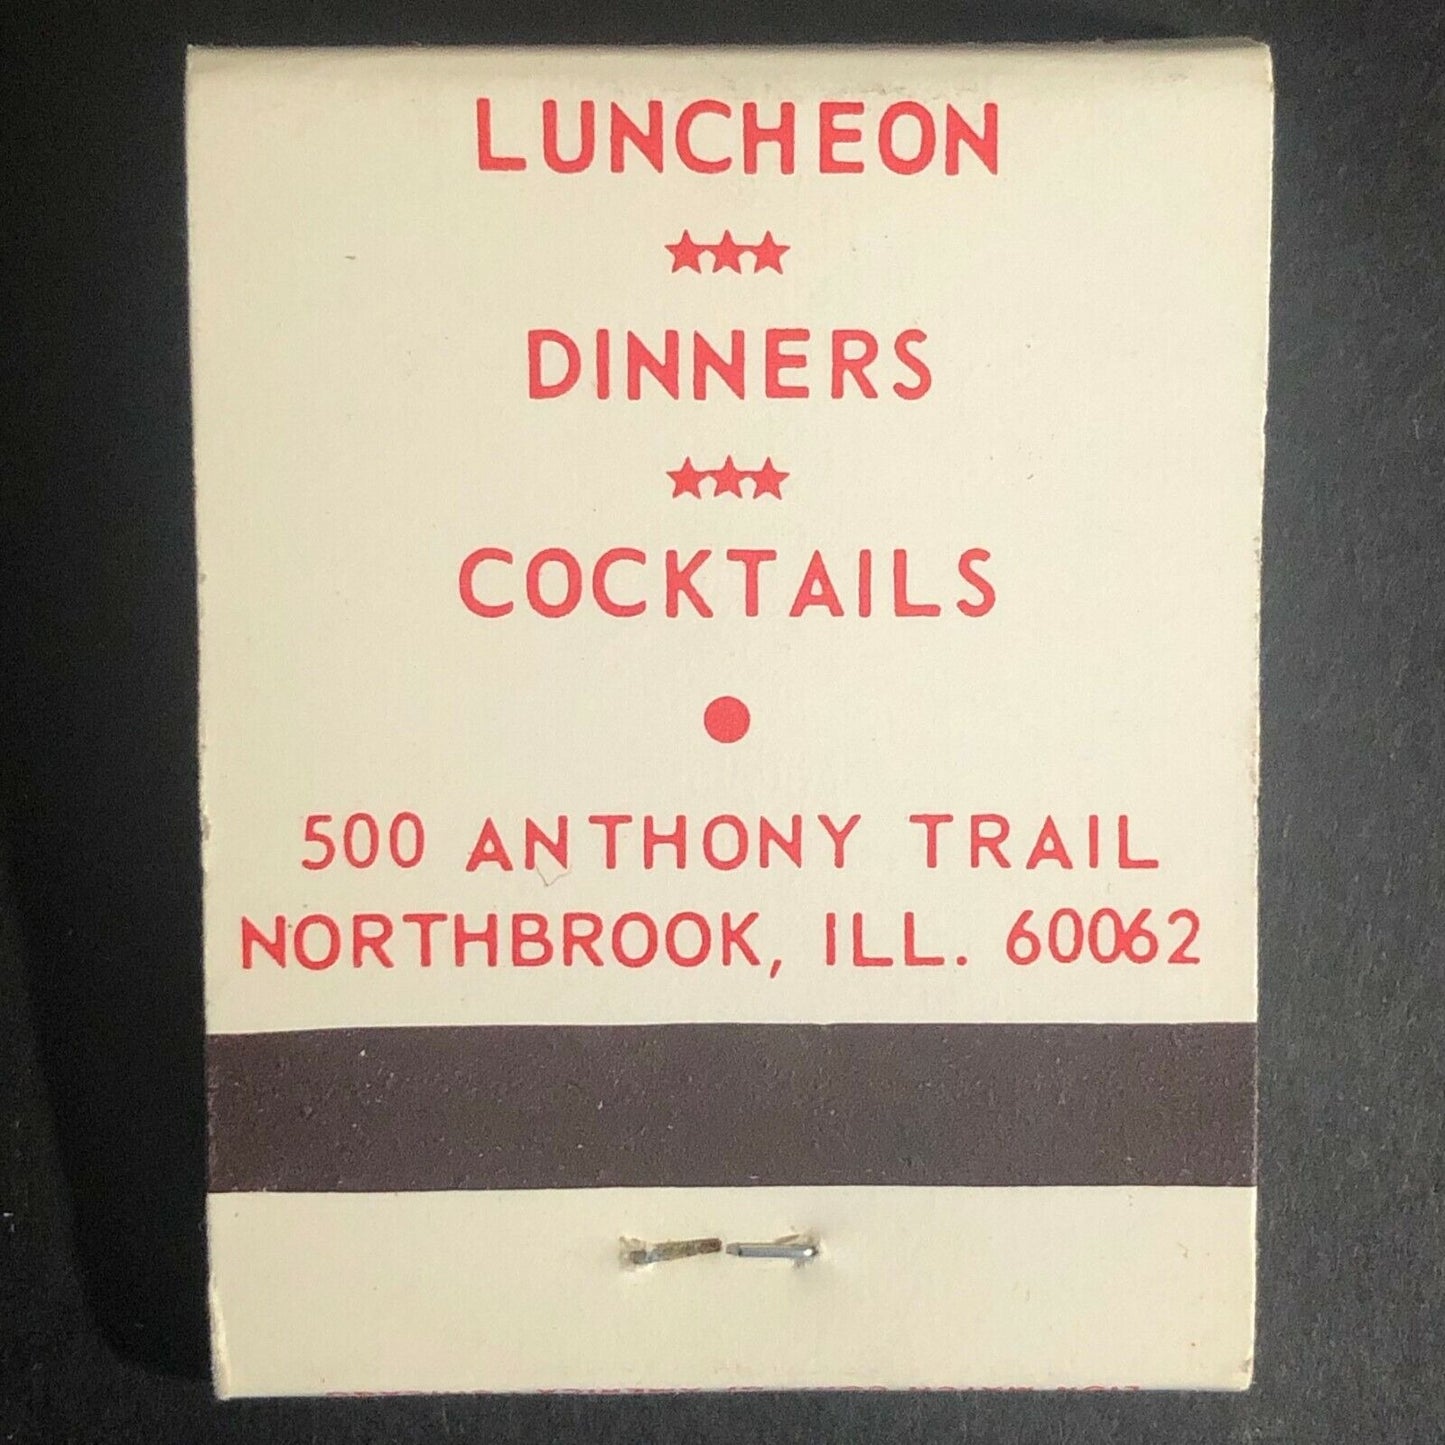 LUNCHEON
DINNERS
COCKTAILS
500 ANTHONY TRAIL
NORTHBROOK, ILL. 60062